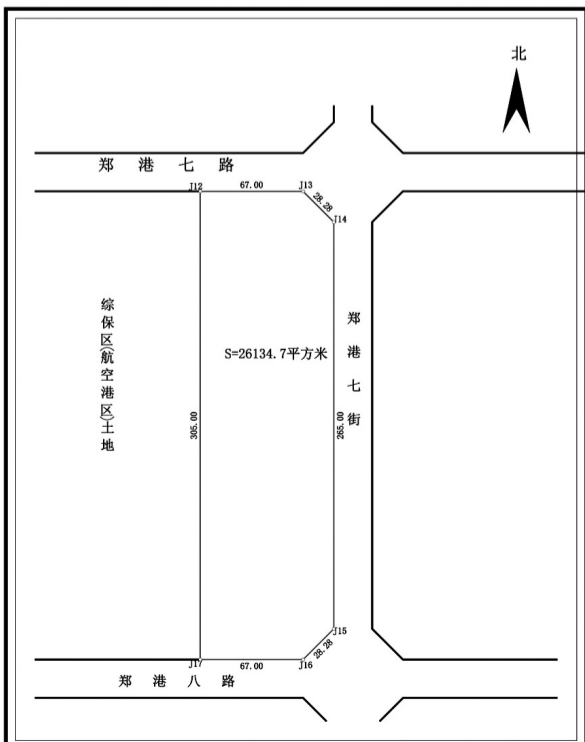 北
郑港七路
J12
67.00
J13
28.28
J14
综保区(航空港区)土地
S=26134.7平方米
郑港七街
305.00
265.00
J15
28.28
J17
67.00
J16
郑港八路